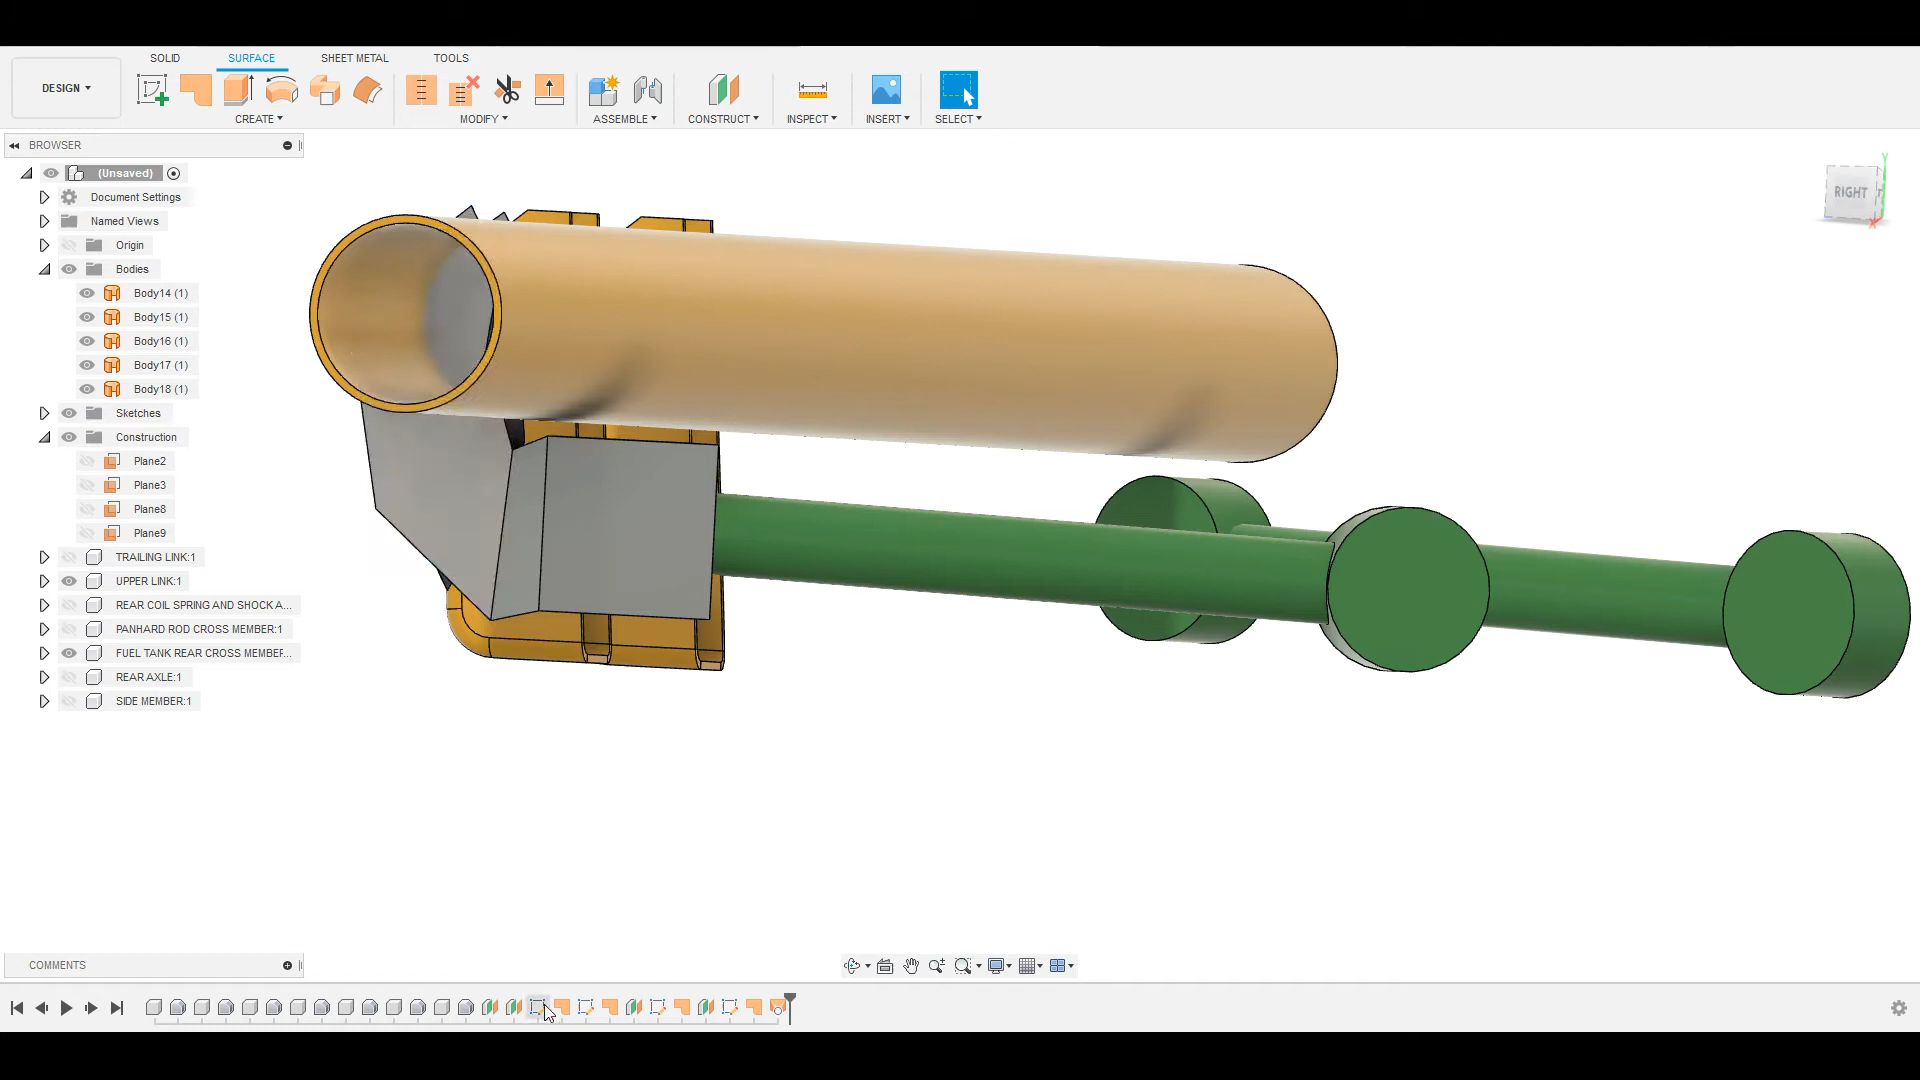 SOLID SURFACE SHEET METAL TOOLS
DESIGN
CREATE MODIFY ASSEMBLE CONSTRUCT INSPECT INSERT SELECT
BROWSER
(Unsaved)
Document Settings
Named Views
Origin
Bodies
Body14 (1)
Body15 (1)
Body16 (1)
Body17 (1)
Body18 (1)
Sketches
Construction
Plane2
Plane3
Plane8
Plane9
TRAILING LINK:1
UPPER LINK:1
REAR COIL SPRING AND SHOCK A...
PANHARD ROD CROSS MEMBER:1
FUEL TANK REAR CROSS MEMBER...
REAR AXLE:1
SIDE MEMBER:1
RIGHT
Y
X
COMMENTS